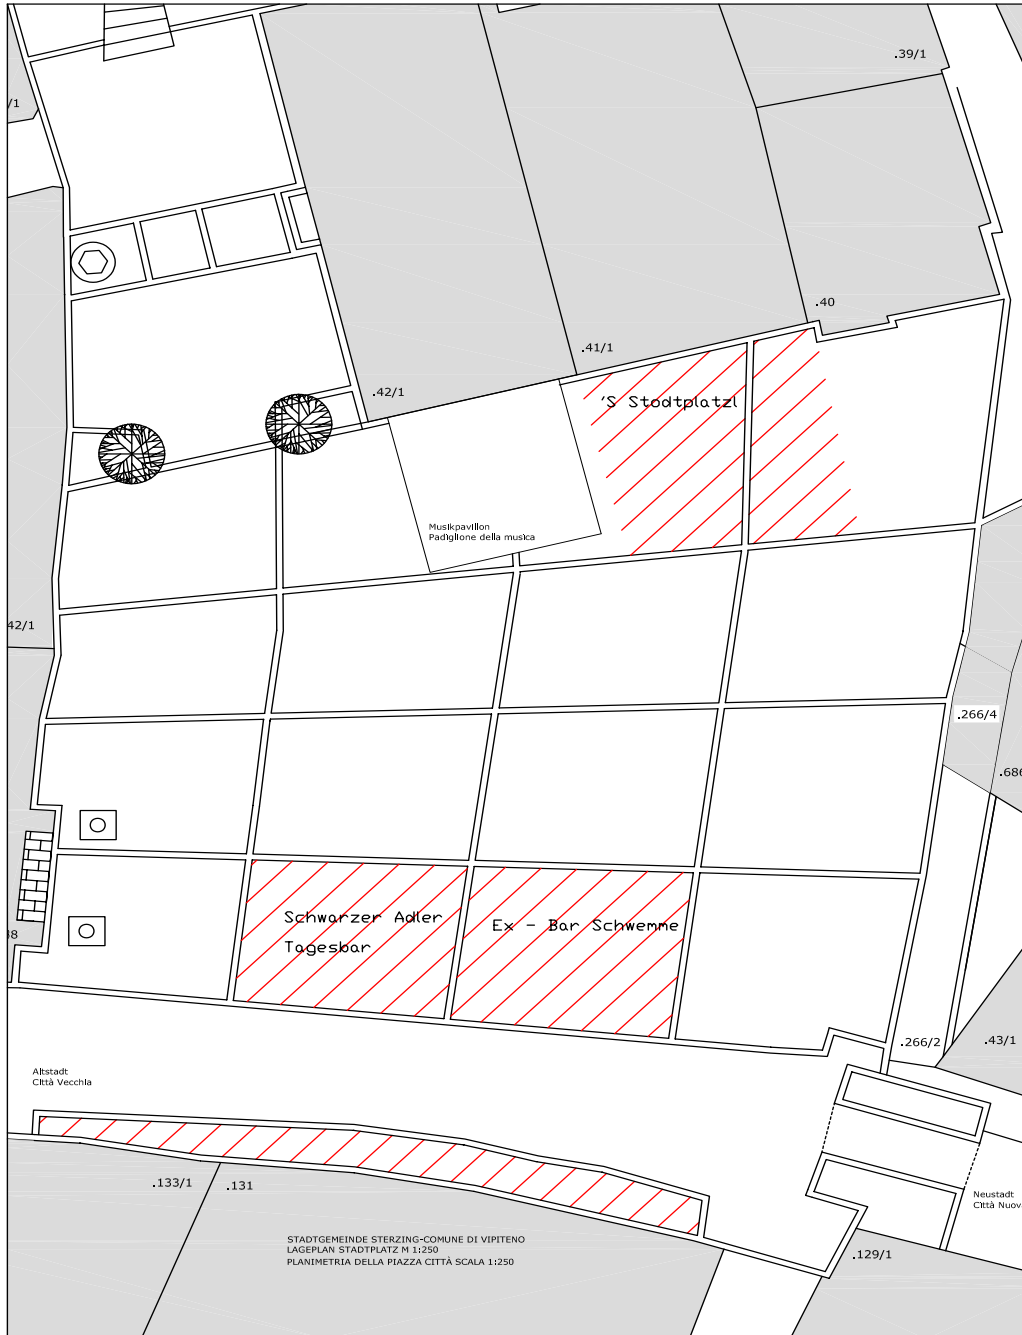 .39/1
/1
.40
.41/1
.42/1
'S Stadtplatzl
Musikpavillon
Padiglione della musica
42/1
.266/4
.686
Schwarzer Adler
Tagesbar
Ex - Bar Schwemme
38
.266/2
.43/1
Altstadt
Città Vecchia
.133/1
.131
Neustadt
Città Nuova
STADTGEMEINDE STERZING-COMUNE DI VIPITENO
LAGEPLAN STADTPLATZ M 1:250
PLANIMETRIA DELLA PIAZZA CITTÀ SCALA 1:250
.129/1